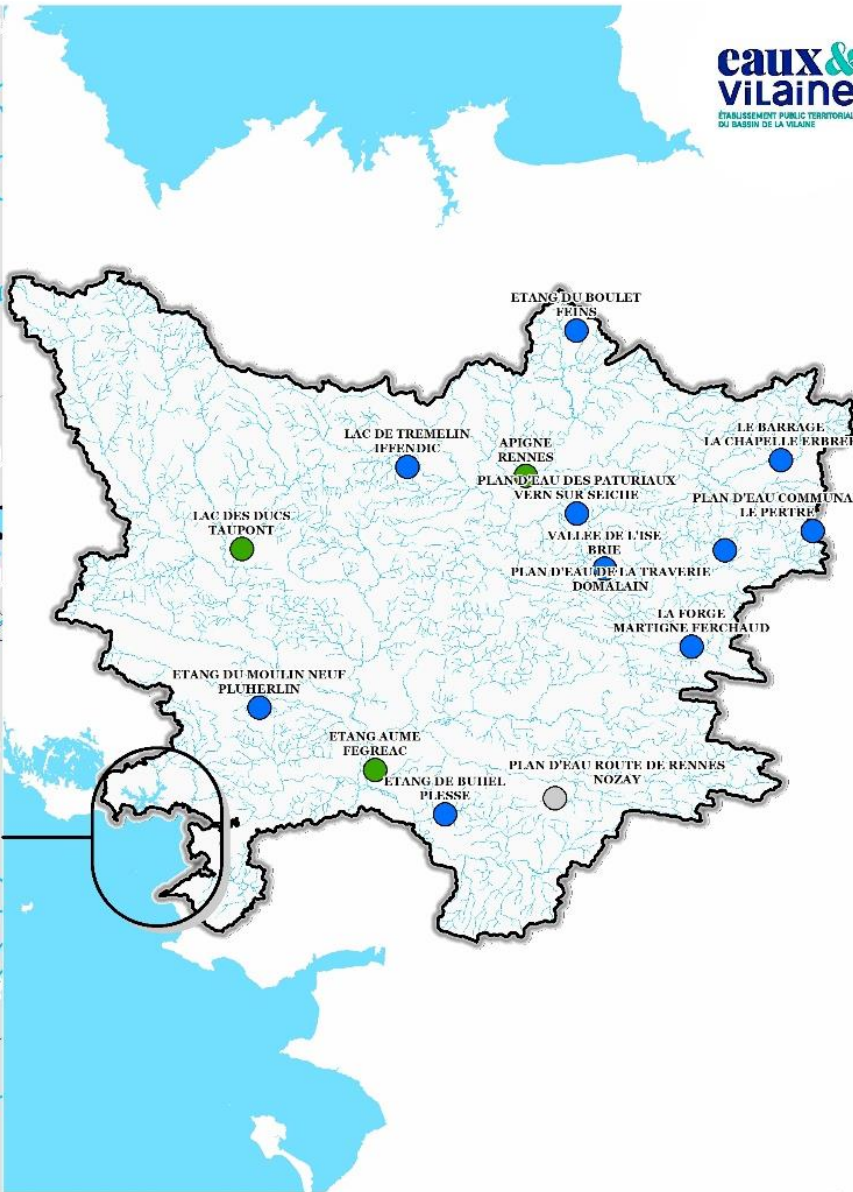 eaux&
vilaine
ÉTABLISSEMENT PUBLIC TERRITORIAL
DU BASSIN DE LA VILAINE
ETANG DU BOULET
FEINS
LE BARRAGE
LA CHAPELLE ERBREE
LAC DE TREMELIN
IFFENDIC
APIGNE
RENNES
PLAN D'EAU DES PATURIAUX
VERN SUR SEICHE
PLAN D'EAU COMMUNA
LE PERTRE
LAC DES DUCS
TAUPONT
VALLEE DE L'ISE
BRIE
PLAN D'EAU DE LA TRAVERIE
DOMALAIN
LA FORGE
MARTIGNE FERCHAUD
ETANG DU MOULIN NEUF
PLUHERLIN
ETANG AUME
FEGREAC
ETANG DE BUHEL
PLESSE
PLAN D'EAU ROUTE DE RENNES
NOZAY